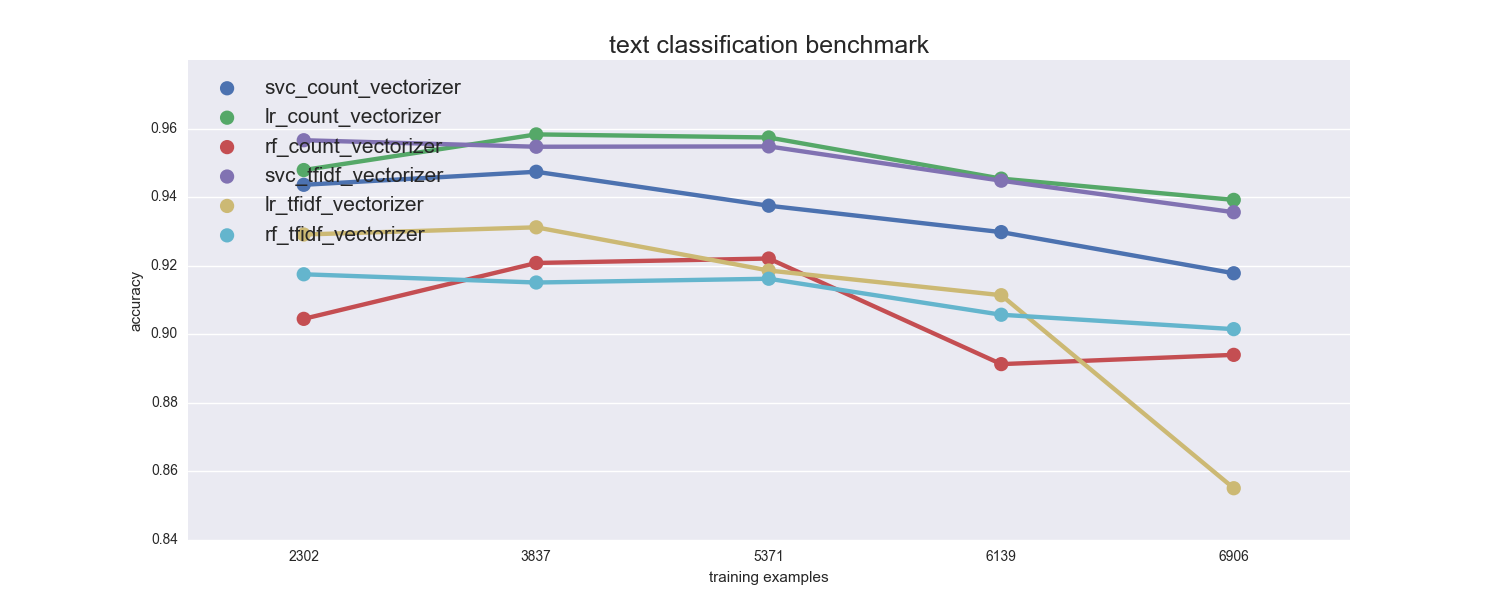 text classification benchmark
svc_count_vectorizer
lr_count_vectorizer
rf_count_vectorizer
svc_tfidf_vectorizer
lr_tfidf_vectorizer
rf_tfidf_vectorizer
accuracy
0.96
0.94
0.92
0.90
0.88
0.86
0.84
2302 3837 5371 6139 6906
training examples